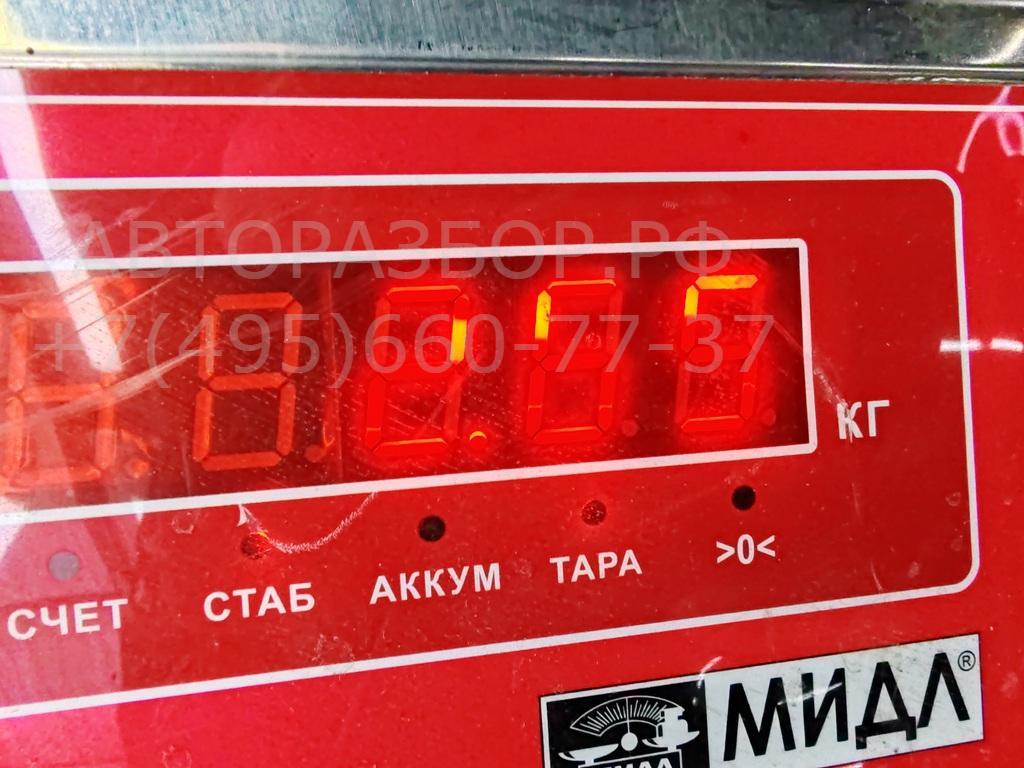 АВТОРАЗБОР.РФ
+7(495)660-77-37
КГ
СЧЕТ СТАБ АККУМ ТАРА >0<
МИДЛ®